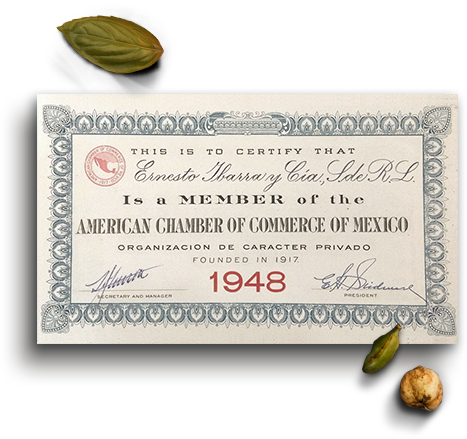 THIS IS TO CERTIFY THAT
Ernesto Ibarra y Cía., S. de R. L.
Is a MEMBER of the
AMERICAN CHAMBER OF COMMERCE OF MEXICO
ORGANIZACION DE CARACTER PRIVADO
FOUNDED IN 1917.
1948
SECRETARY AND MANAGER
PRESIDENT